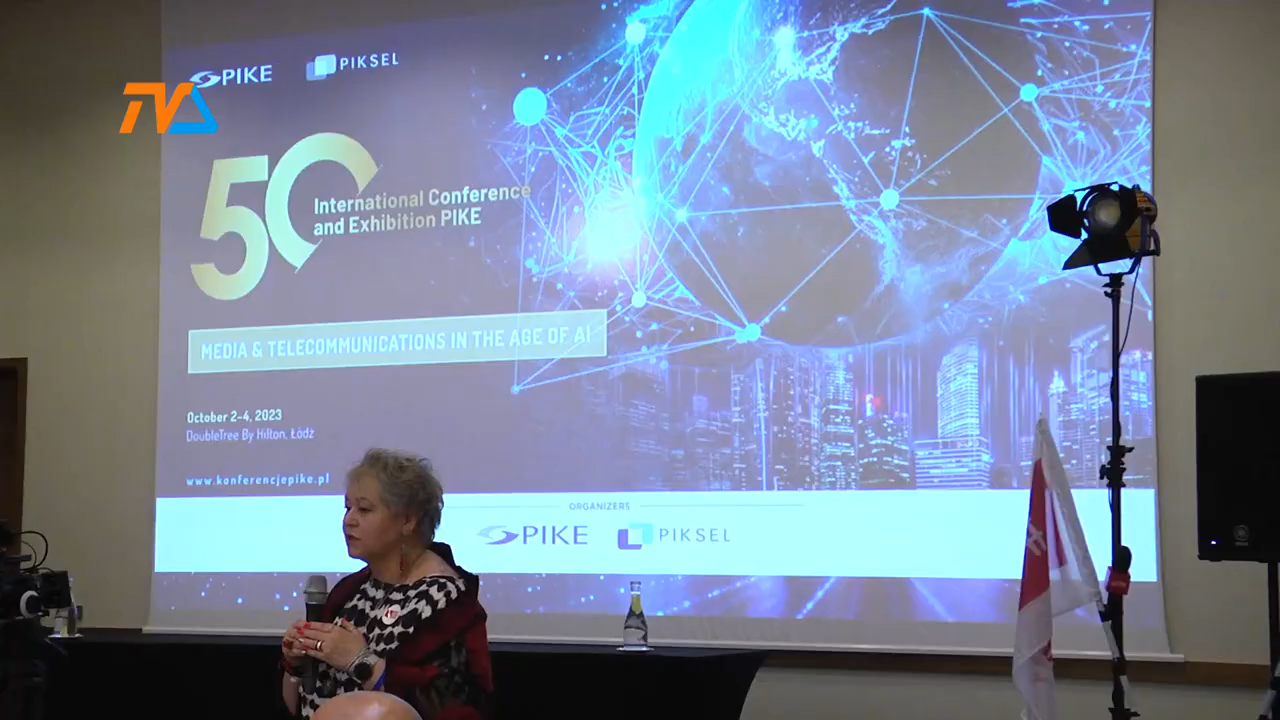 PIKE
PIKSEL
TVA
50
International Conference
and Exhibition PIKE
MEDIA & TELECOMMUNICATIONS IN THE AGE OF AI
October 2-4, 2023
DoubleTree By Hilton, Łódź
www.konferencjepike.pl
ORGANIZERS
PIKE
PIKSEL